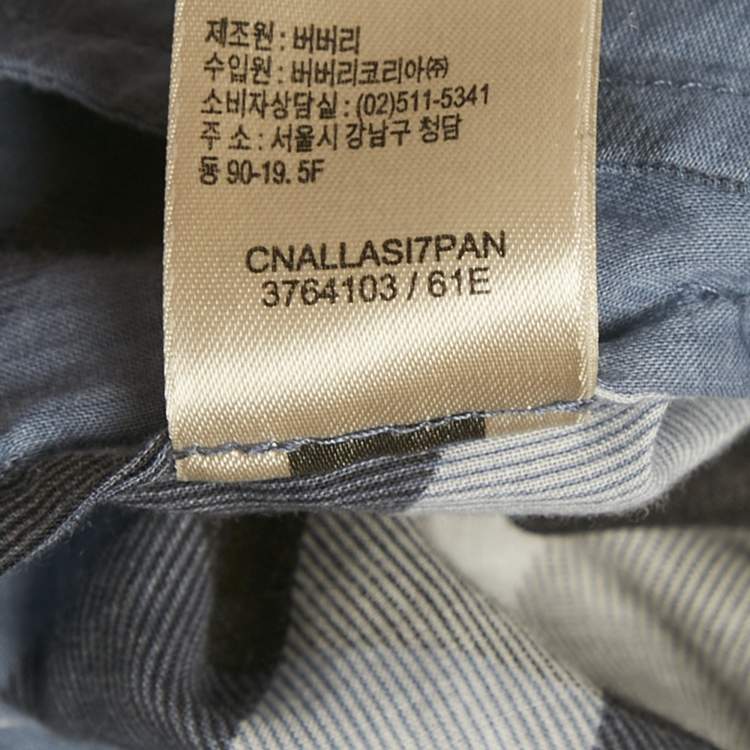 제조원 : 버버리
수입원 : 버버리코리아㈜
소비자상담실 : (02)511-5341
주 소 : 서울시 강남구 청담
동 90-19. 5F
CNALLASI7PAN
3764103 / 61E